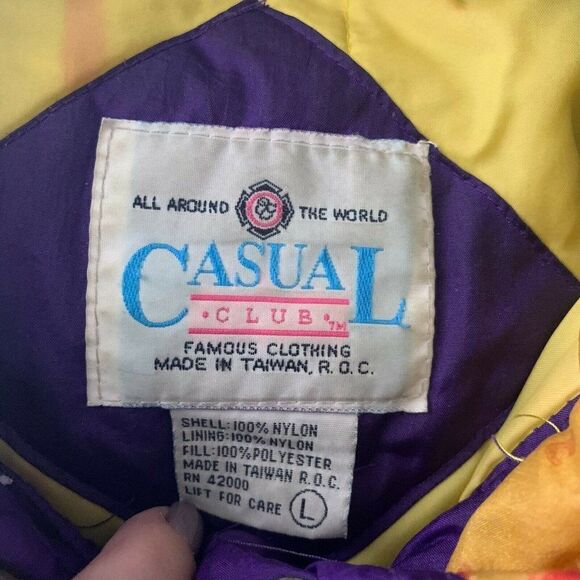 ALL AROUND & THE WORLD
CASUAL
• CLUB • TM
FAMOUS CLOTHING
MADE IN TAIWAN, R.O.C.
SHELL: 100% NYLON
LINING: 100% NYLON
FILL: 100% POLYESTER
MADE IN TAIWAN R.O.C.
RN 42000
LIFT FOR CARE L